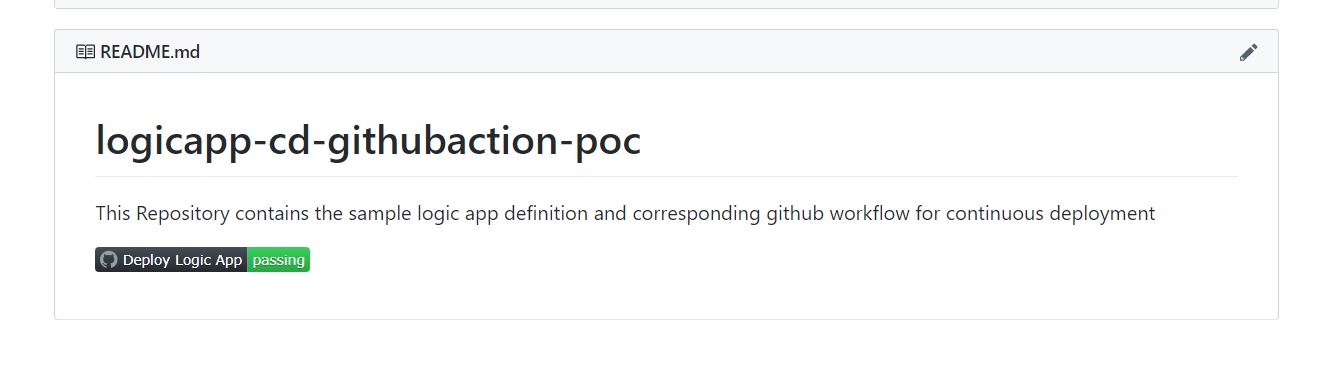 README.md
logicapp-cd-githubaction-poc
This Repository contains the sample logic app definition and corresponding github workflow for continuous deployment
Deploy Logic App passing